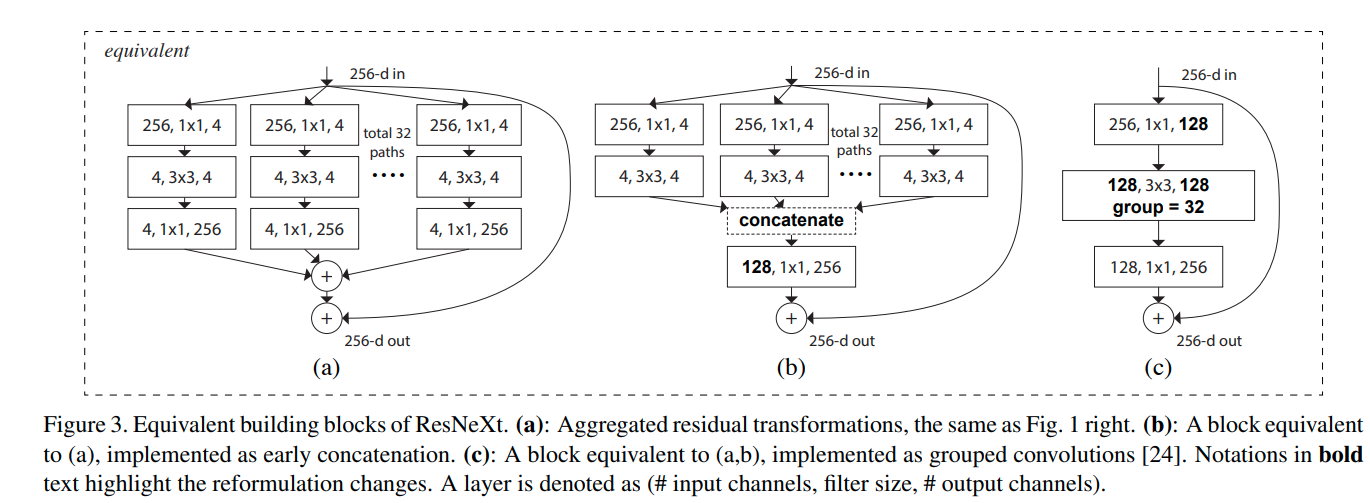 equivalent
256-d in
256, 1x1, 4
256, 1x1, 4
total 32
paths
....
256, 1x1, 4
4, 3x3, 4
4, 3x3, 4
4, 3x3, 4
4, 1x1, 256
4, 1x1, 256
4, 1x1, 256
+
+
256-d out
(a)
256-d in
256, 1x1, 4
256, 1x1, 4
total 32
paths
....
256, 1x1, 4
4, 3x3, 4
4, 3x3, 4
4, 3x3, 4
concatenate
128, 1x1, 256
+
256-d out
(b)
256-d in
256, 1x1, 128
128, 3x3, 128
group = 32
128, 1x1, 256
+
256-d out
(c)
Figure 3. Equivalent building blocks of ResNeXt. (a): Aggregated residual transformations, the same as Fig. 1 right. (b): A block equivalent
to (a), implemented as early concatenation. (c): A block equivalent to (a,b), implemented as grouped convolutions [24]. Notations in bold
text highlight the reformulation changes. A layer is denoted as (# input channels, filter size, # output channels).